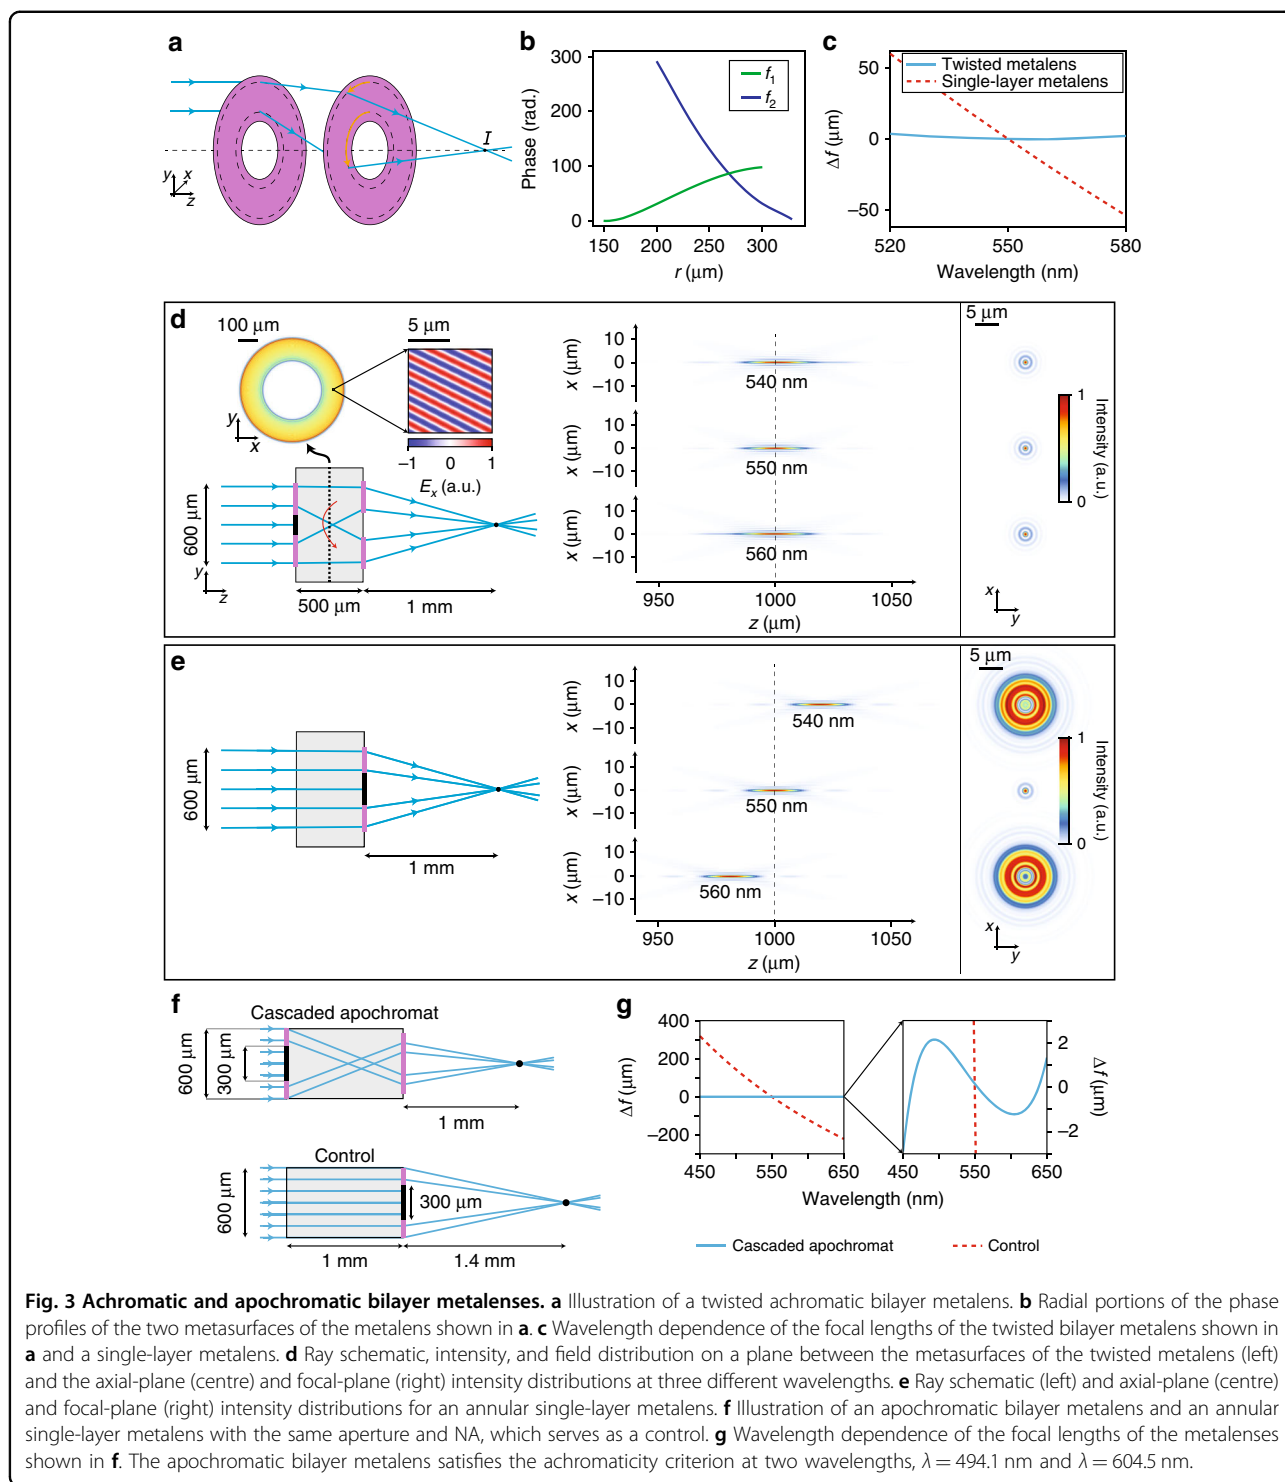 a
I
y
x
z
b
Phase (rad.)
300
200
100
0
f1
f2
150
200
250
300
r (μm)
c
Δf (μm)
50
0
−50
Twisted metalens
Single-layer metalens
520
550
580
Wavelength (nm)
d
100 μm
5 μm
y
x
−1
0
1
Ex (a.u.)
600 μm
y
z
500 μm
1 mm
x (μm)
10
0
−10
540 nm
x (μm)
10
0
−10
550 nm
x (μm)
10
0
−10
560 nm
950
1000
1050
z (μm)
5 μm
1
0
Intensity (a.u.)
x
y
e
600 μm
1 mm
x (μm)
10
0
−10
540 nm
x (μm)
10
0
−10
550 nm
x (μm)
10
0
−10
560 nm
950
1000
1050
z (μm)
5 μm
1
0
Intensity (a.u.)
x
y
f
Cascaded apochromat
600 μm
300 μm
1 mm
Control
600 μm
300 μm
1 mm
1.4 mm
g
Δf (μm)
400
200
0
−200
450
550
650
2
0
−2
Δf (μm)
450
550
650
Wavelength (nm)
Cascaded apochromat
Control
Fig. 3 Achromatic and apochromatic bilayer metalenses. a Illustration of a twisted achromatic bilayer metalens. b Radial portions of the phase
profiles of the two metasurfaces of the metalens shown in a. c Wavelength dependence of the focal lengths of the twisted bilayer metalens shown in
a and a single-layer metalens. d Ray schematic, intensity, and field distribution on a plane between the metasurfaces of the twisted metalens (left)
and the axial-plane (centre) and focal-plane (right) intensity distributions at three different wavelengths. e Ray schematic (left) and axial-plane (centre)
and focal-plane (right) intensity distributions for an annular single-layer metalens. f Illustration of an apochromatic bilayer metalens and an annular
single-layer metalens with the same aperture and NA, which serves as a control. g Wavelength dependence of the focal lengths of the metalenses
shown in f. The apochromatic bilayer metalens satisfies the achromaticity criterion at two wavelengths, λ = 494.1 nm and λ = 604.5 nm.